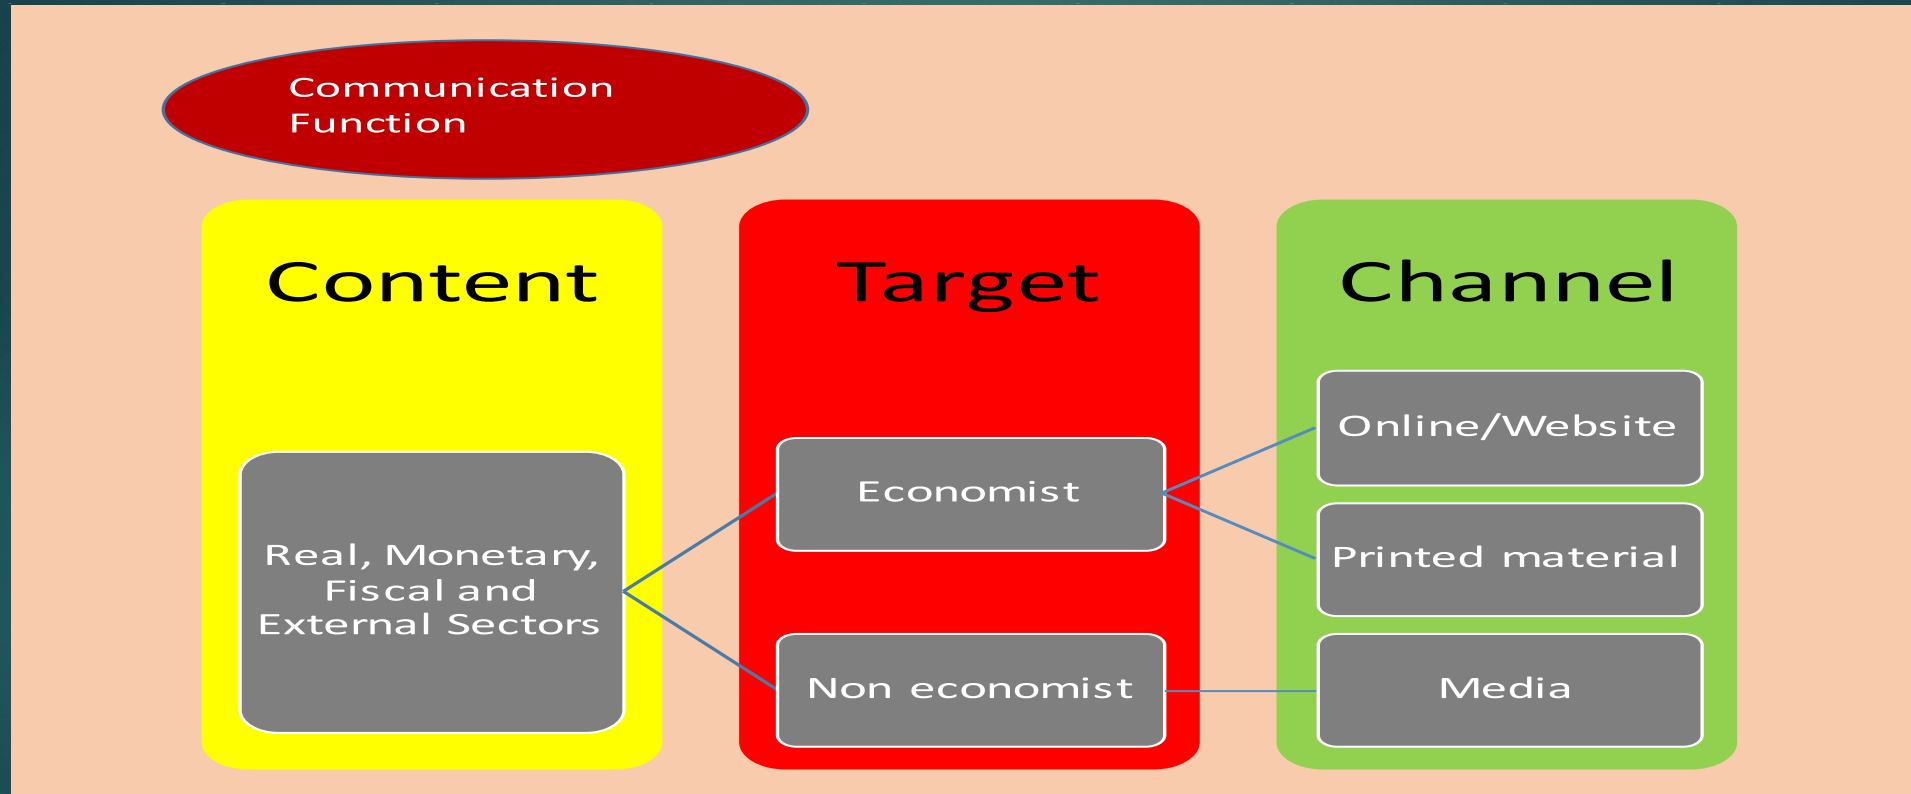 Communication
Function
Content
Target
Channel
Real, Monetary,
Fiscal and
External Sectors
Economist
Non economist
Online/Website
Printed material
Media